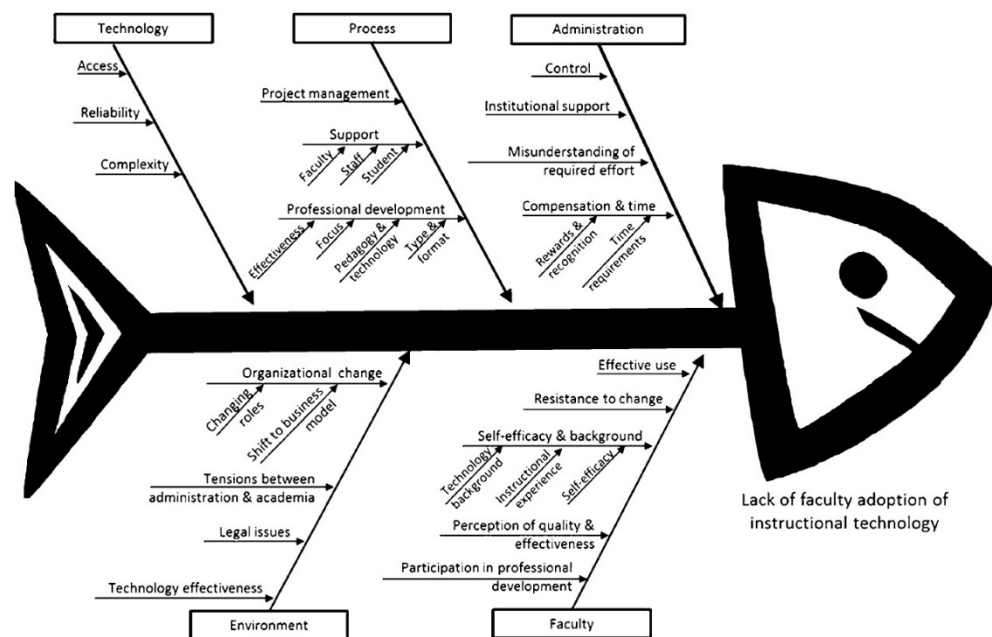 Technology
Process
Administration
Access
Reliability
Complexity
Project management
Support
Faculty
Staff
Student
Professional development
Effectiveness
Focus
Pedagogy &
technology
Type &
format
Control
Institutional support
Misunderstanding of
required effort
Compensation & time
Rewards &
recognition
Time
requirements
Organizational change
Changing
roles
Shift to business
model
Tensions between
administration & academia
Legal issues
Technology effectiveness
Effective use
Resistance to change
Self-efficacy & background
Technology
background
Instructional
experience
Self-efficacy
Perception of quality &
effectiveness
Participation in professional
development
Lack of faculty adoption of
instructional technology
Environment
Faculty